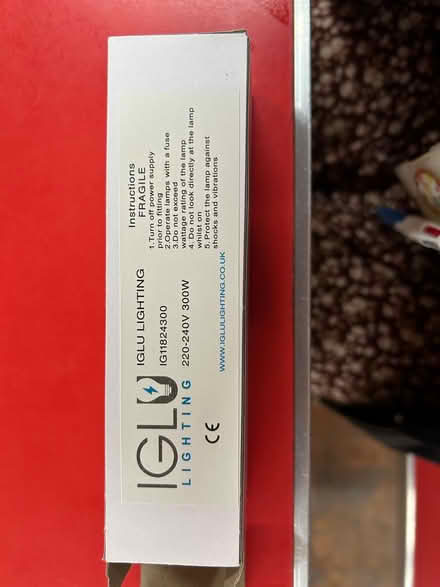 IGLU
LIGHTING
IGLU LIGHTING
IG11824300
220-240V 300W
CE
WWW.IGLULIGHTING.CO.UK
Instructions
FRAGILE
1.Turn off power supply
prior to fitting
2.Operate lamps with a fuse
3.Do not exceed
wattage rating of the lamp
4. Do not look directly at the lamp
whilst on
5. Protect the lamp against
shocks and vibrations